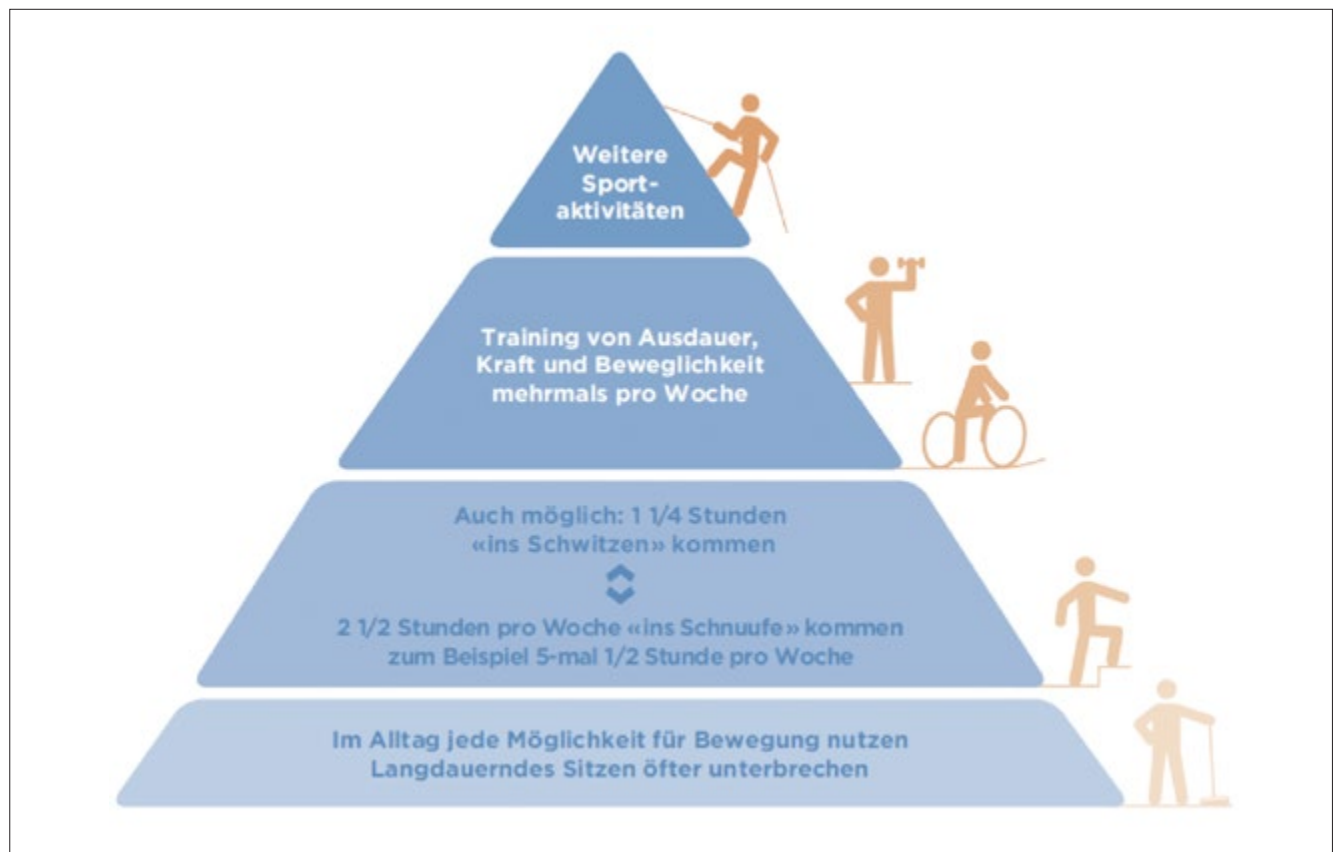 Weitere
Sport-
aktivitäten
Training von Ausdauer,
Kraft und Beweglichkeit
mehrmals pro Woche
Auch möglich: 1 1/4 Stunden
«ins Schwitzen» kommen
2 1/2 Stunden pro Woche «ins Schnuufe» kommen
zum Beispiel 5-mal 1/2 Stunde pro Woche
Im Alltag jede Möglichkeit für Bewegung nutzen
Langdauerndes Sitzen öfter unterbrechen